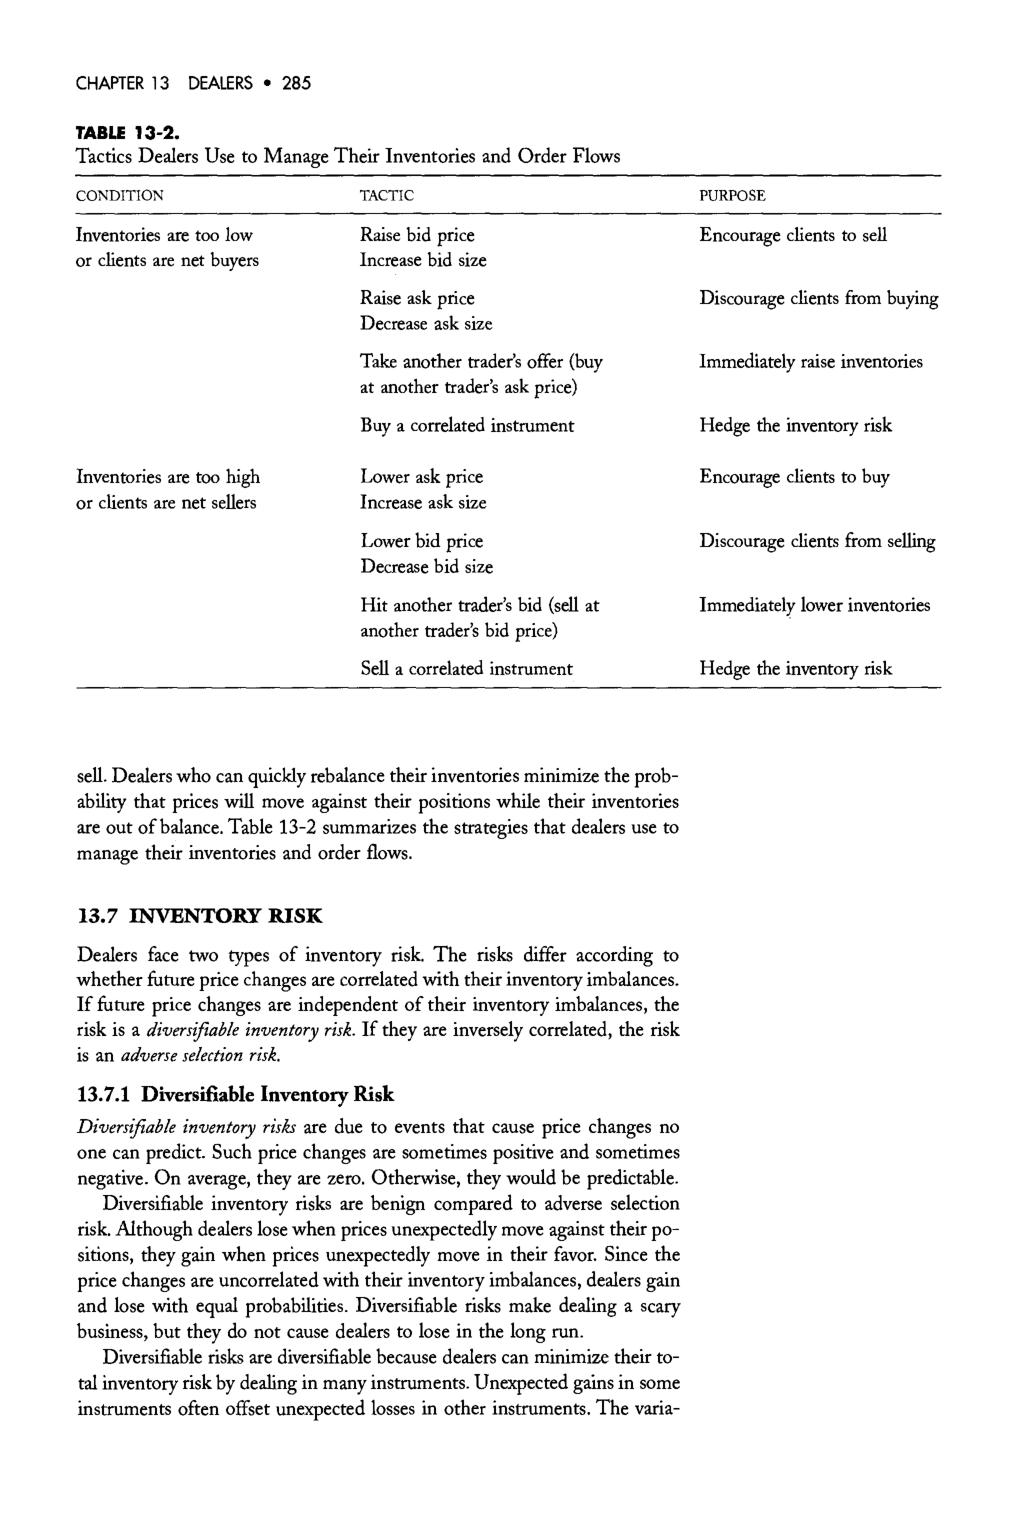 CHAPTER 13 DEALERS • 285
TABLE 13-2.
Tactics Dealers Use to Manage Their Inventories and Order Flows
CONDITION TACTIC PURPOSE
Inventories are too low Raise bid price Encourage clients to sell
or clients are net buyers Increase bid size
Raise ask price Discourage clients from buying
Decrease ask size
Take another trader's offer (buy Immediately raise inventories
at another trader's ask price)
Buy a correlated instrument Hedge the inventory risk
Inventories are too high Lower ask price Encourage clients to buy
or clients are net sellers Increase ask size
Lower bid price Discourage clients from selling
Decrease bid size
Hit another trader's bid (sell at Immediately lower inventories
another trader's bid price)
Sell a correlated instrument Hedge the inventory risk
sell. Dealers who can quickly rebalance their inventories minimize the prob-
ability that prices will move against their positions while their inventories
are out of balance. Table 13-2 summarizes the strategies that dealers use to
manage their inventories and order flows.
13.7 INVENTORY RISK
Dealers face two types of inventory risk. The risks differ according to
whether future price changes are correlated with their inventory imbalances.
If future price changes are independent of their inventory imbalances, the
risk is a diversifiable inventory risk. If they are inversely correlated, the risk
is an adverse selection risk.
13.7.1 Diversifiable Inventory Risk
Diversifiable inventory risks are due to events that cause price changes no
one can predict. Such price changes are sometimes positive and sometimes
negative. On average, they are zero. Otherwise, they would be predictable.
Diversifiable inventory risks are benign compared to adverse selection
risk. Although dealers lose when prices unexpectedly move against their po-
sitions, they gain when prices unexpectedly move in their favor. Since the
price changes are uncorrelated with their inventory imbalances, dealers gain
and lose with equal probabilities. Diversifiable risks make dealing a scary
business, but they do not cause dealers to lose in the long run.
Diversifiable risks are diversifiable because dealers can minimize their to-
tal inventory risk by dealing in many instruments. Unexpected gains in some
instruments often offset unexpected losses in other instruments. The varia-